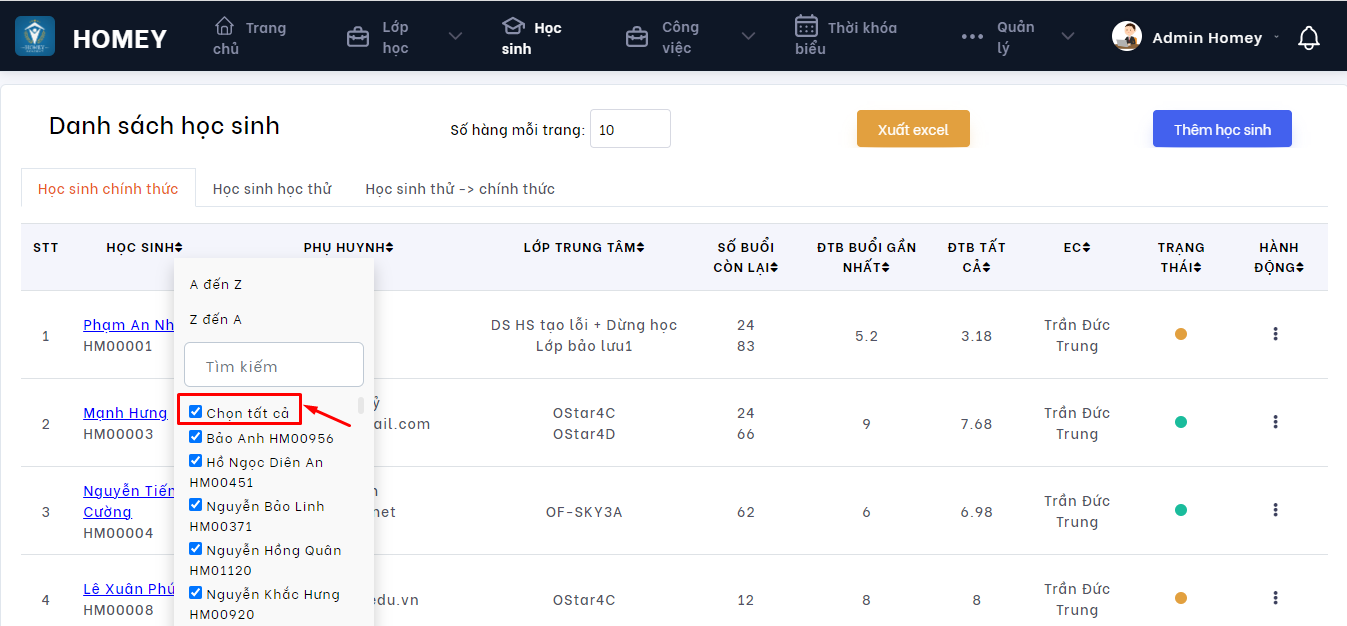 HOMEY
Trang chủ
Lớp học
Học sinh
Công việc
Thời khóa biểu
Quản lý
Admin Homey
Danh sách học sinh
Số hàng mỗi trang: 10
Xuất excel
Thêm học sinh
Học sinh chính thức
Học sinh học thử
Học sinh thử -> chính thức
STT
HỌC SINH
PHỤ HUYNH
LỚP TRUNG TÂM
SỐ BUỔI
CÒN LẠI
ĐTB BUỔI GẦN
NHẤT
ĐTB TẤT
CẢ
EC
TRẠNG
THÁI
HÀNH
ĐỘNG
A đến Z
Z đến A
Tìm kiếm
Chọn tất cả
Bảo Anh HM00956
Hồ Ngọc Diên An
HM00451
Nguyễn Bảo Linh
HM00371
Nguyễn Hồng Quân
HM01120
Nguyễn Khắc Hưng
HM00920
1
Phạm An Nh
HM00001
DS HS tạo lỗi + Dừng học
Lớp bảo lưu1
24
83
5.2
3.18
Trần Đức
Trung
2
Mạnh Hưng
HM00003
ail.com
OStar4C
OStar4D
24
66
9
7.68
Trần Đức
Trung
3
Nguyễn Tiến
Cường
HM00004
net
OF-SKY3A
62
6
6.98
Trần Đức
Trung
4
Lê Xuân Phú
HM00008
edu.vn
OStar4C
12
8
8
Trần Đức
Trung